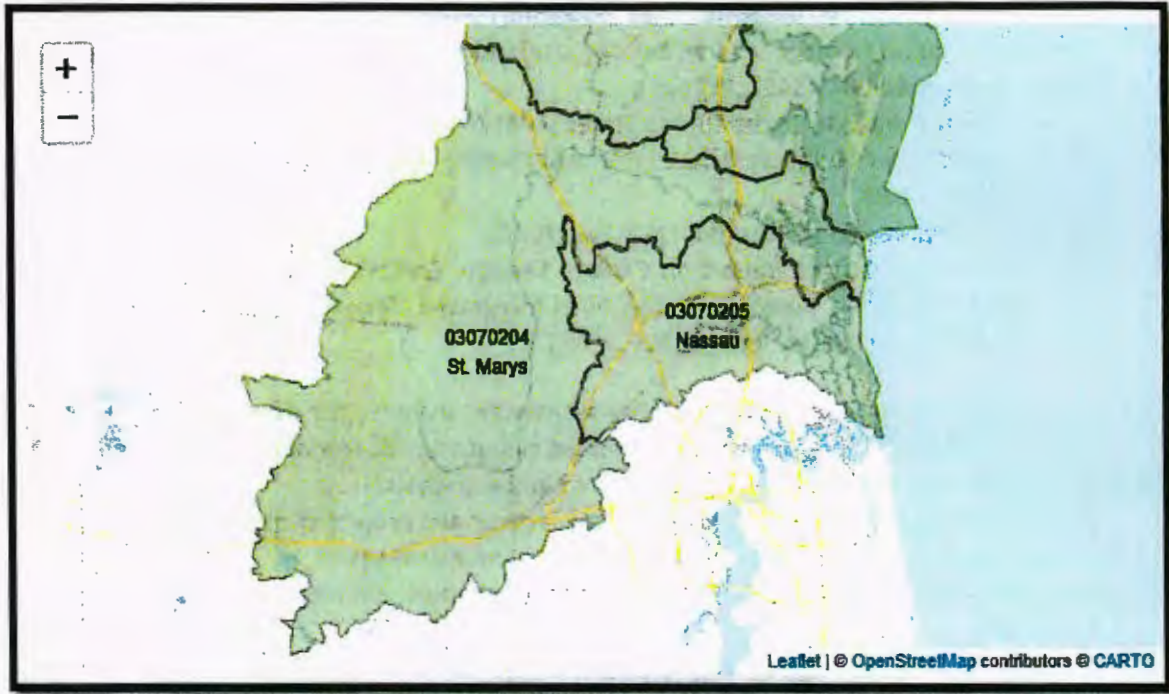 +
−
03070205
Nassau
03070204
St. Marys
Leaflet | © OpenStreetMap contributors © CARTO